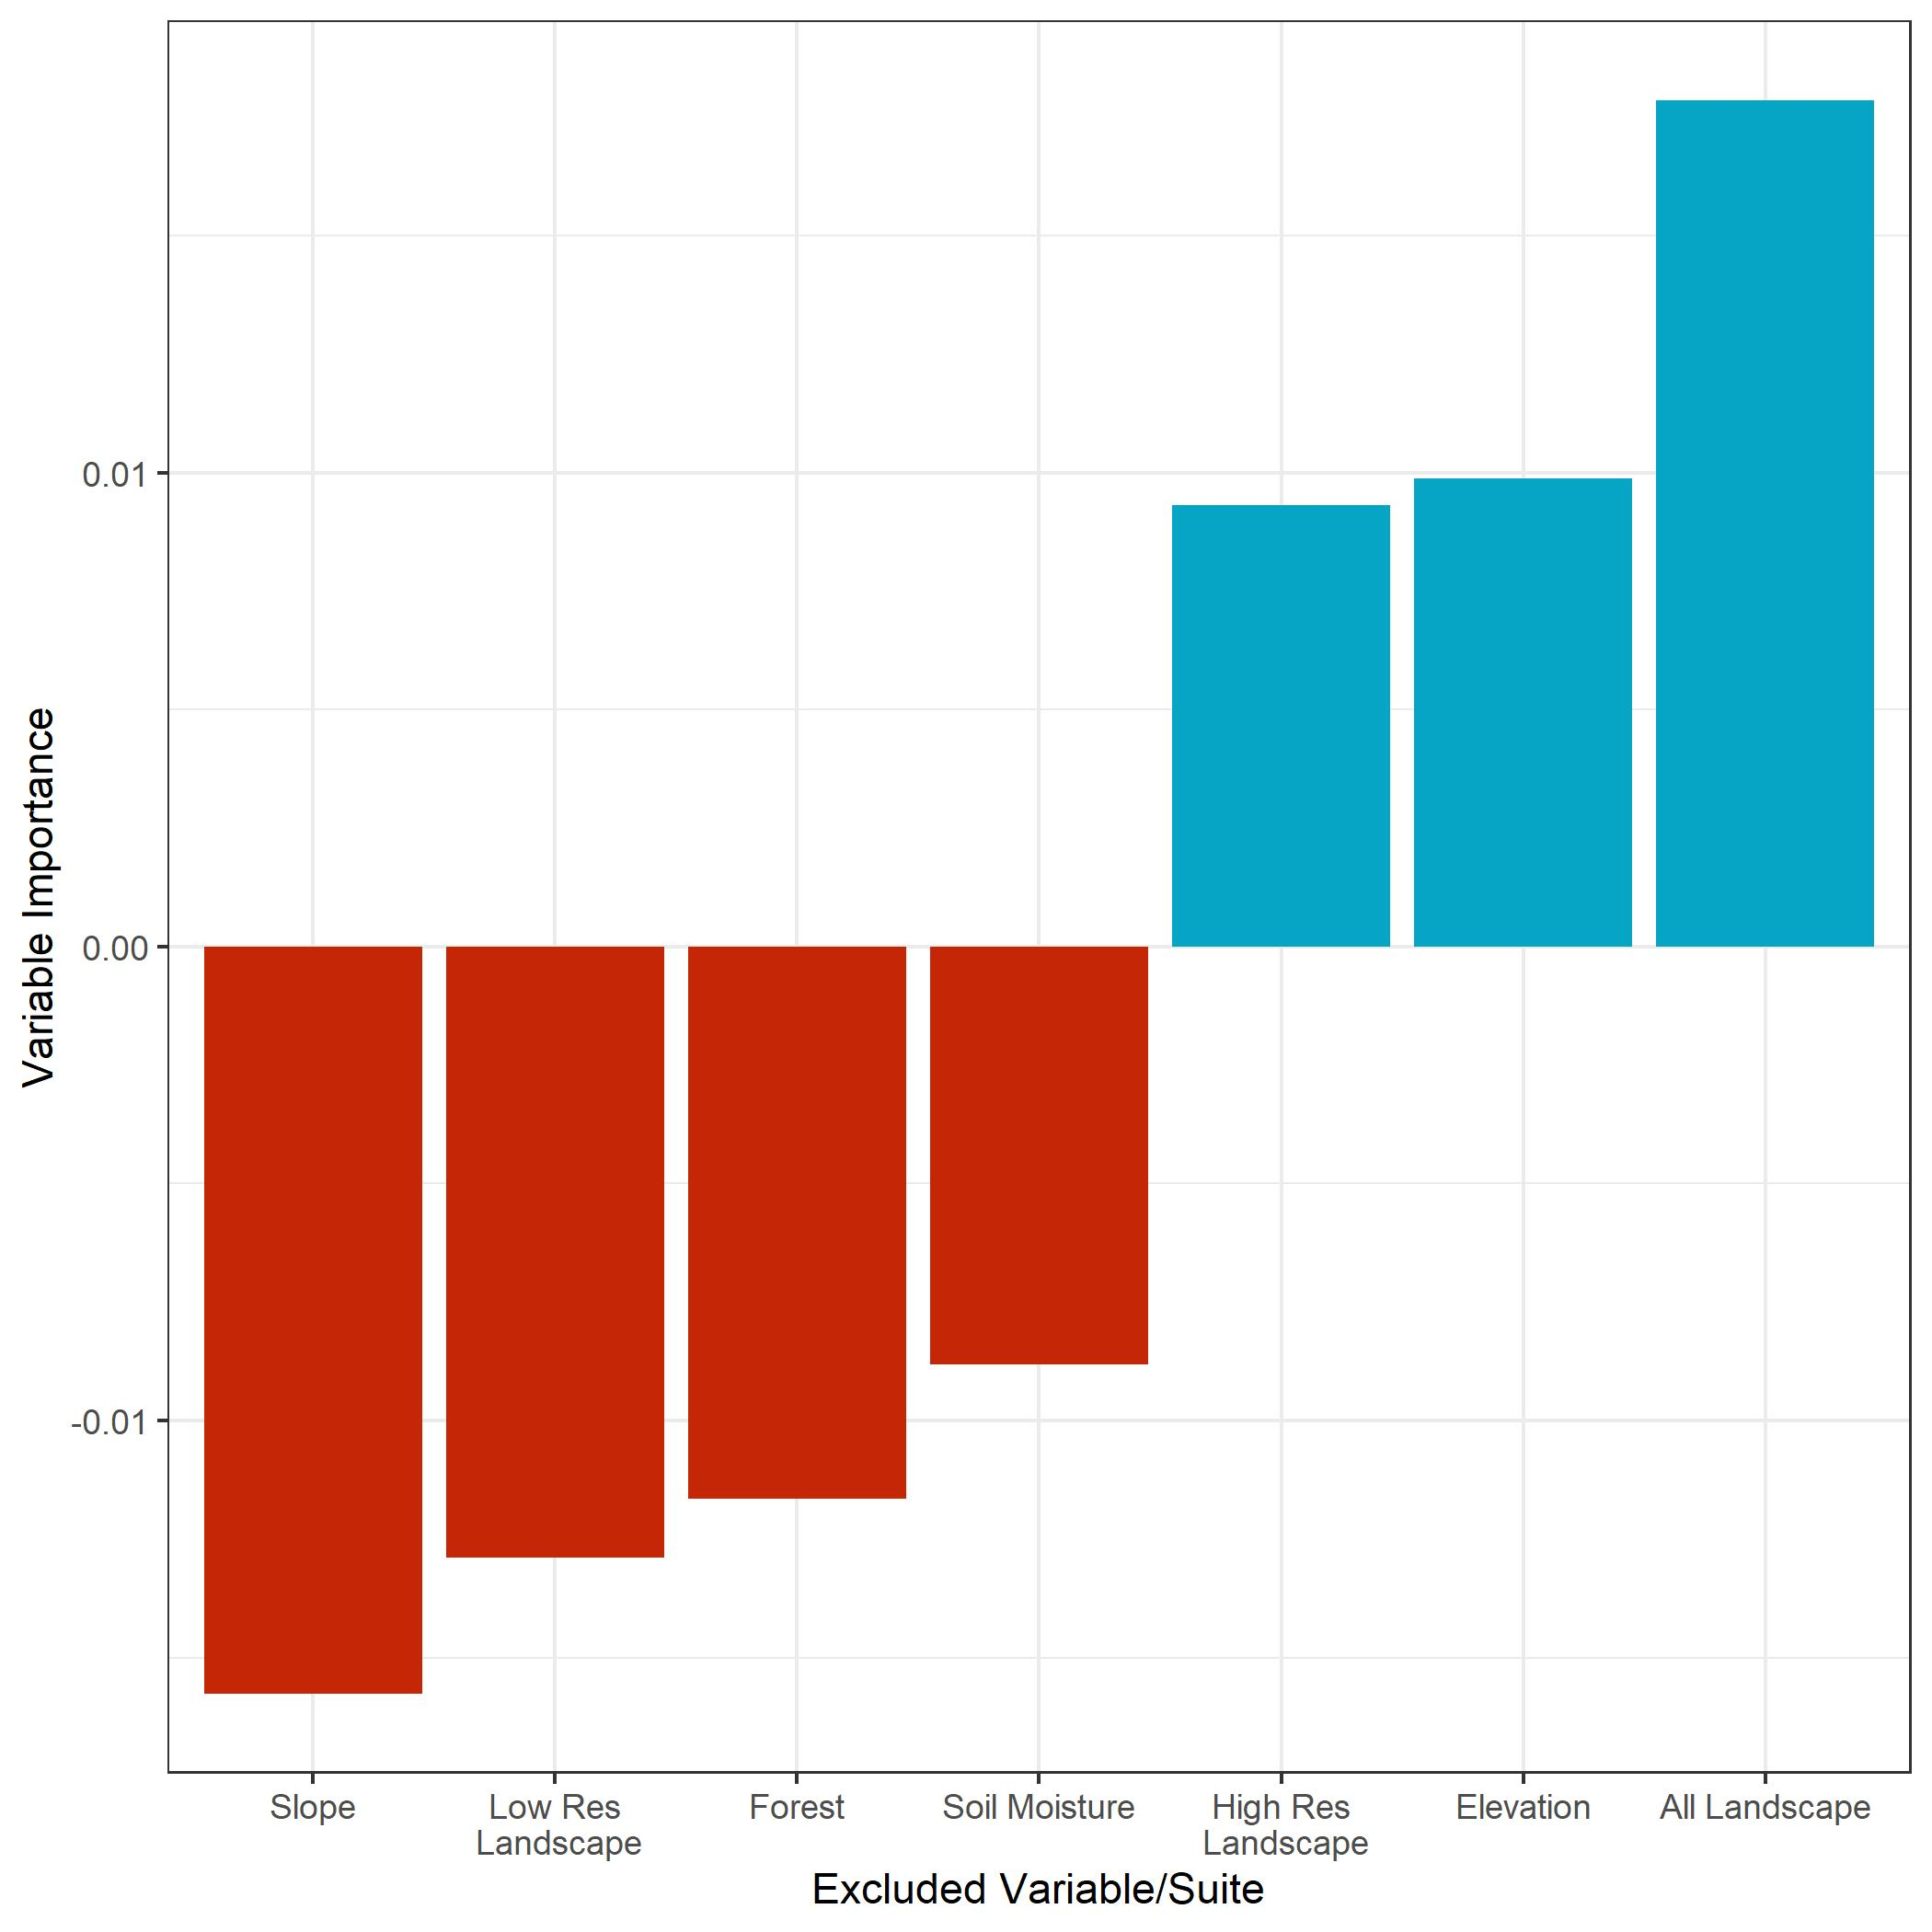 Variable Importance
0.01
0.00
-0.01
Slope
Low Res
Landscape
Forest
Soil Moisture
High Res
Landscape
Elevation
All Landscape
Excluded Variable/Suite